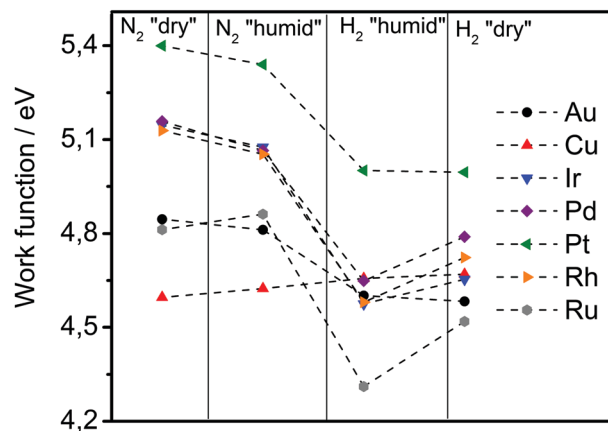 N₂ "dry" N₂ "humid" H₂ "humid" H₂ "dry"
5,4
5,1
4,8
4,5
4,2
Work function / eV
Au
Cu
Ir
Pd
Pt
Rh
Ru